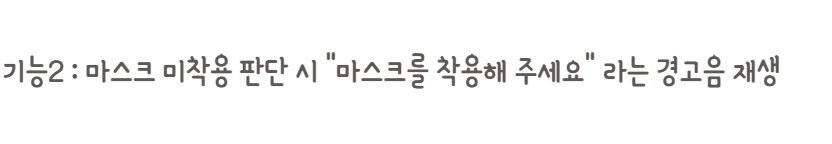 기능2 : 마스크 미착용 판단 시 "마스크를 착용해 주세요" 라는 경고음 재생